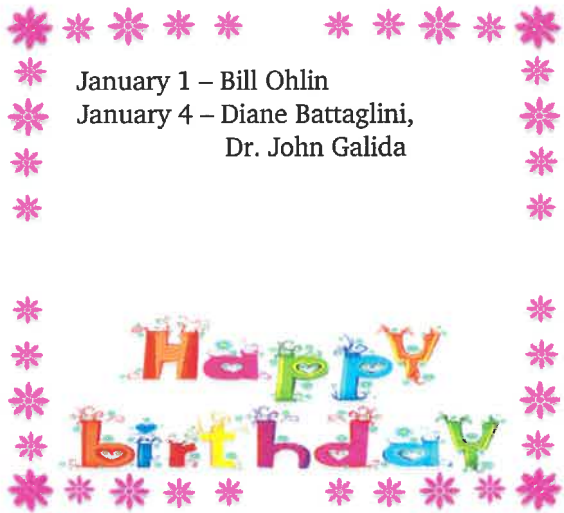 January 1 – Bill Ohlin
January 4 – Diane Battaglini,
Dr. John Galida
Happy
birthday